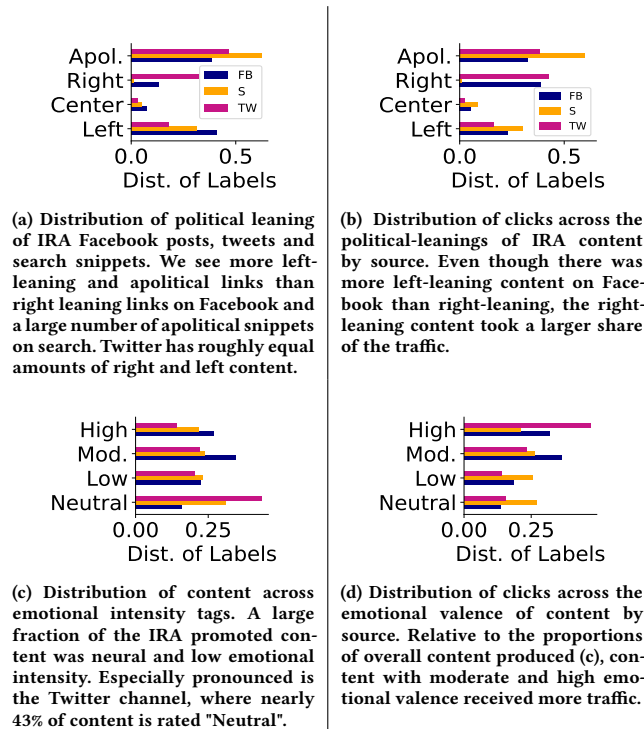 Apol.
Right
Center
Left
FB
S
TW
0.0
0.5
Dist. of Labels
(a) Distribution of political leaning
of IRA Facebook posts, tweets and
search snippets. We see more left-
leaning and apolitical links than
right leaning links on Facebook and
a large number of apolitical snippets
on search. Twitter has roughly equal
amounts of right and left content.
Apol.
Right
Center
Left
FB
S
TW
0.0
0.5
Dist. of Labels
(b) Distribution of clicks across the
political-leanings of IRA content
by source. Even though there was
more left-leaning content on Face-
book than right-leaning, the right-
leaning content took a larger share
of the traffic.
High
Mod.
Low
Neutral
0.00
0.25
Dist. of Labels
(c) Distribution of content across
emotional intensity tags. A large
fraction of the IRA promoted con-
tent was neural and low emotional
intensity. Especially pronounced is
the Twitter channel, where nearly
43% of content is rated "Neutral".
High
Mod.
Low
Neutral
0.00
0.25
Dist. of Labels
(d) Distribution of clicks across the
emotional valence of content by
source. Relative to the proportions
of overall content produced (c), con-
tent with moderate and high emo-
tional valence received more traffic.